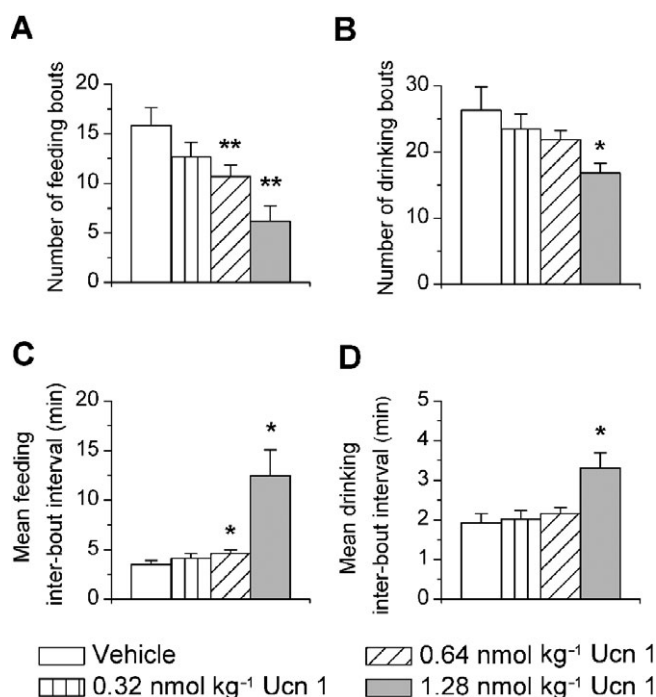 A
Number of feeding bouts
20
15
10
5
0
** **
B
Number of drinking bouts
30
20
20
10
0
*
C
Mean feeding
inter-bout interval (min)
20
15
10
5
0
* *
D
Mean drinking
inter-bout interval (min)
5
4
3
2
1
0
*
Vehicle
0.32 nmol kg⁻¹ Ucn 1
0.64 nmol kg⁻¹ Ucn 1
1.28 nmol kg⁻¹ Ucn 1